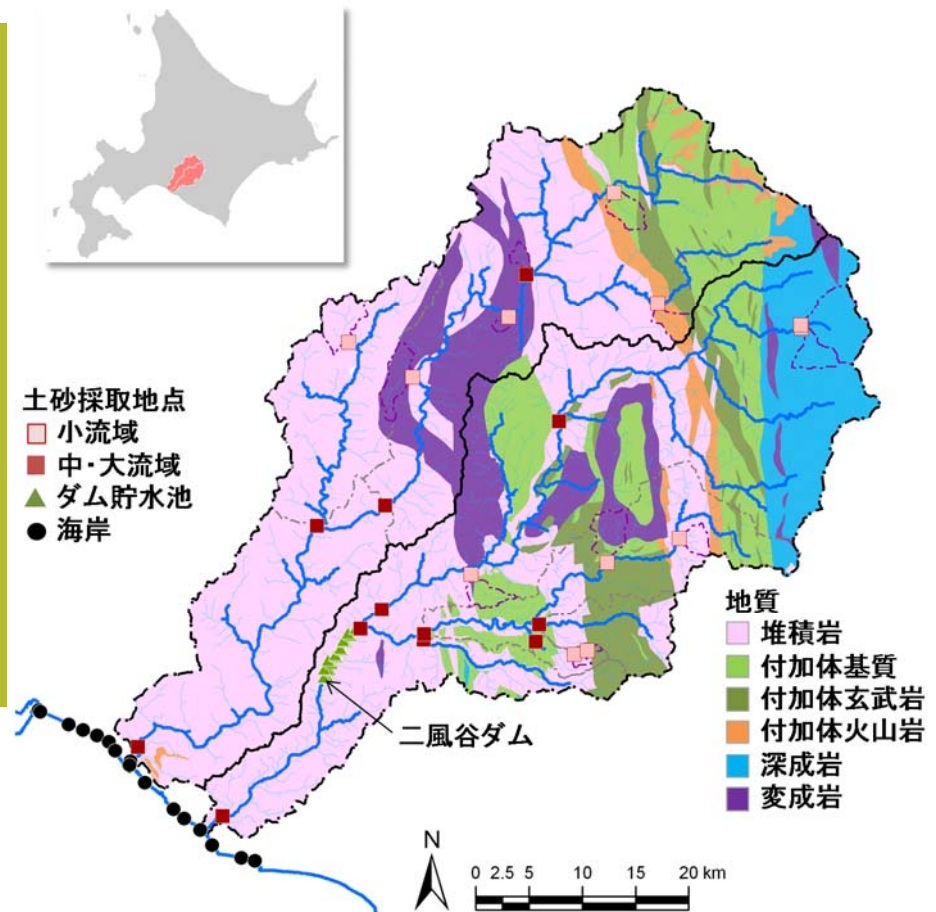 土砂採取地点
小流域
中・大流域
ダム貯水池
海岸
二風谷ダム
地質
堆積岩
付加体基質
付加体玄武岩
付加体火山岩
深成岩
変成岩
N
0 2.5 5 10 15 20 km